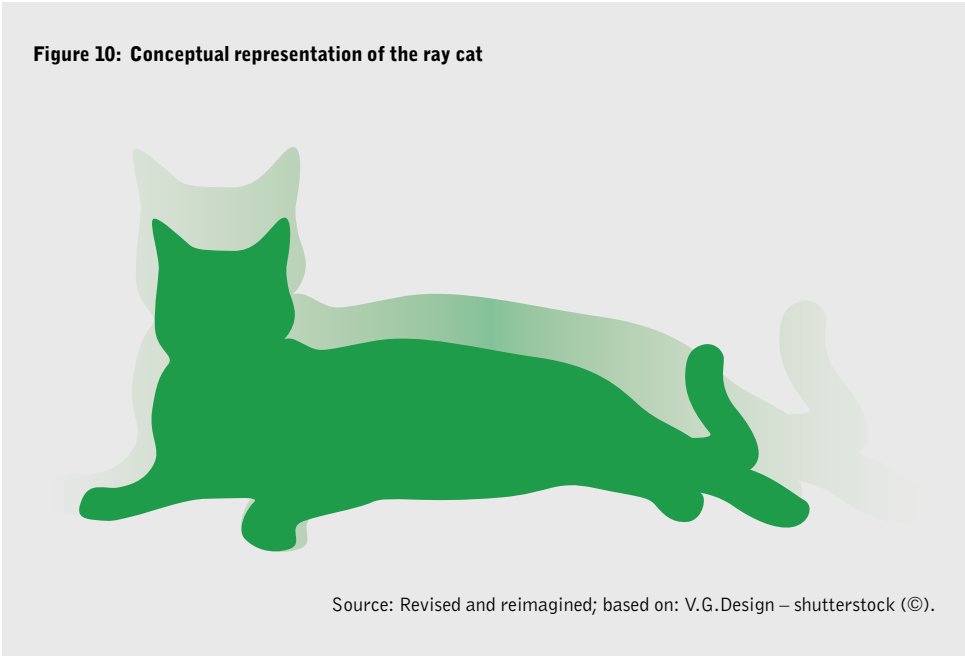 Figure 10: Conceptual representation of the ray cat
Source: Revised and reimagined; based on: V.G.Design – shutterstock (©).